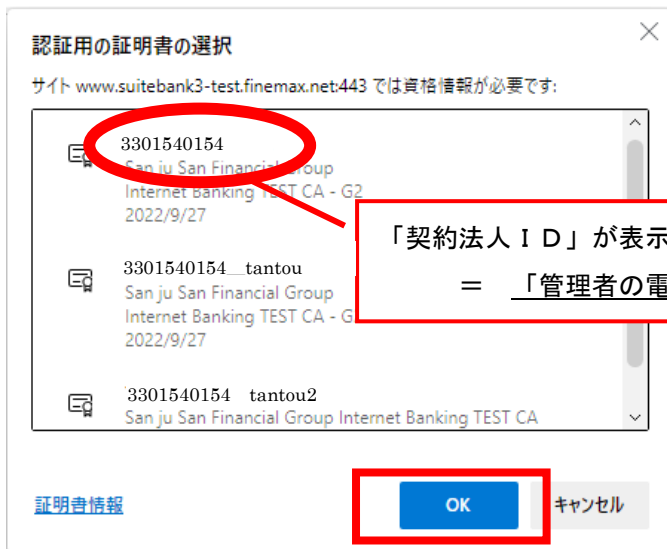 認証用の証明書の選択
サイト www.suitebank3-test.finemax.net:443 では資格情報が必要です:
3301540154
San ju San Financial Group
Internet Banking TEST CA - G2
2022/9/27
「契約法人ID」が表示
= 「管理者の電
3301540154__tantou
San ju San Financial Group
Internet Banking TEST CA - G
2022/9/27
3301540154 tantou2
San ju San Financial Group Internet Banking TEST CA
証明書情報
OK
キャンセル